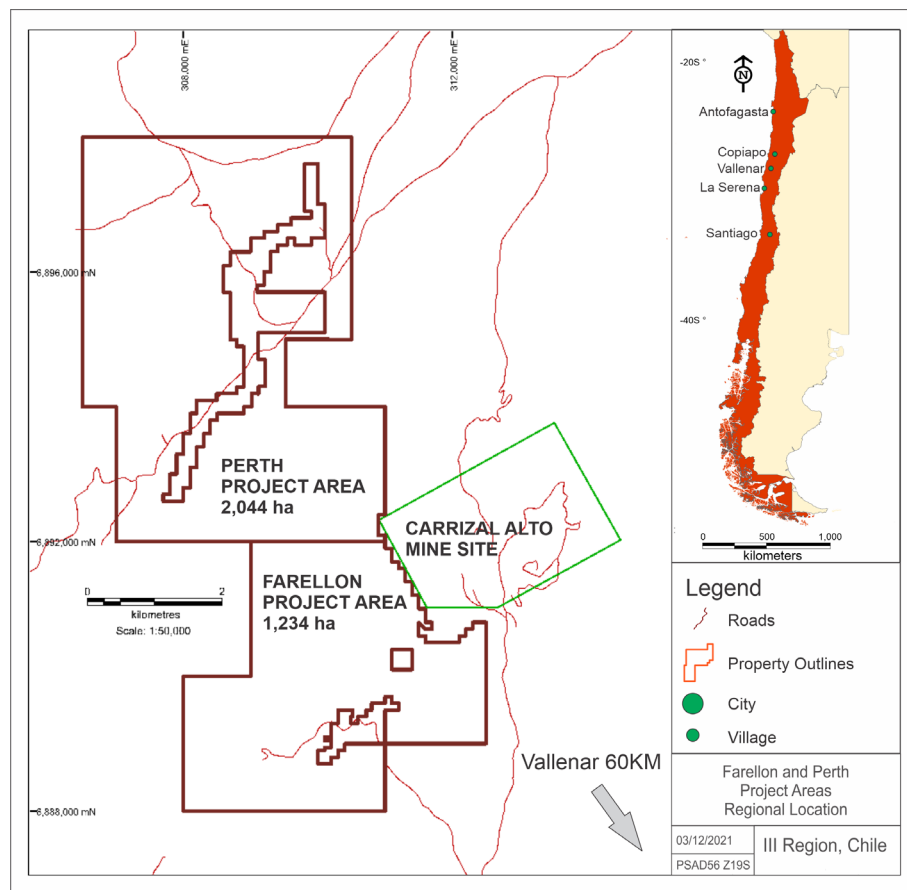 308,000 mE
312,000 mE
6,896,000 mN
6,892,000 mN
6,888,000 mN
PERTH
PROJECT AREA
2,044 ha
CARRIZAL ALTO
MINE SITE
FARELLON
PROJECT AREA
1,234 ha
0 2
kilometres
Scale: 1:50,000
Vallenar 60KM
-20S °
N
Antofagasta
Copiapo
Vallenar
La Serena
Santiago
-40S °
0 500 1,000
kilometers
Legend
Roads
Property Outlines
City
Village
Farellon and Perth
Project Areas
Regional Location
03/12/2021
PSAD56 Z19S
III Region, Chile